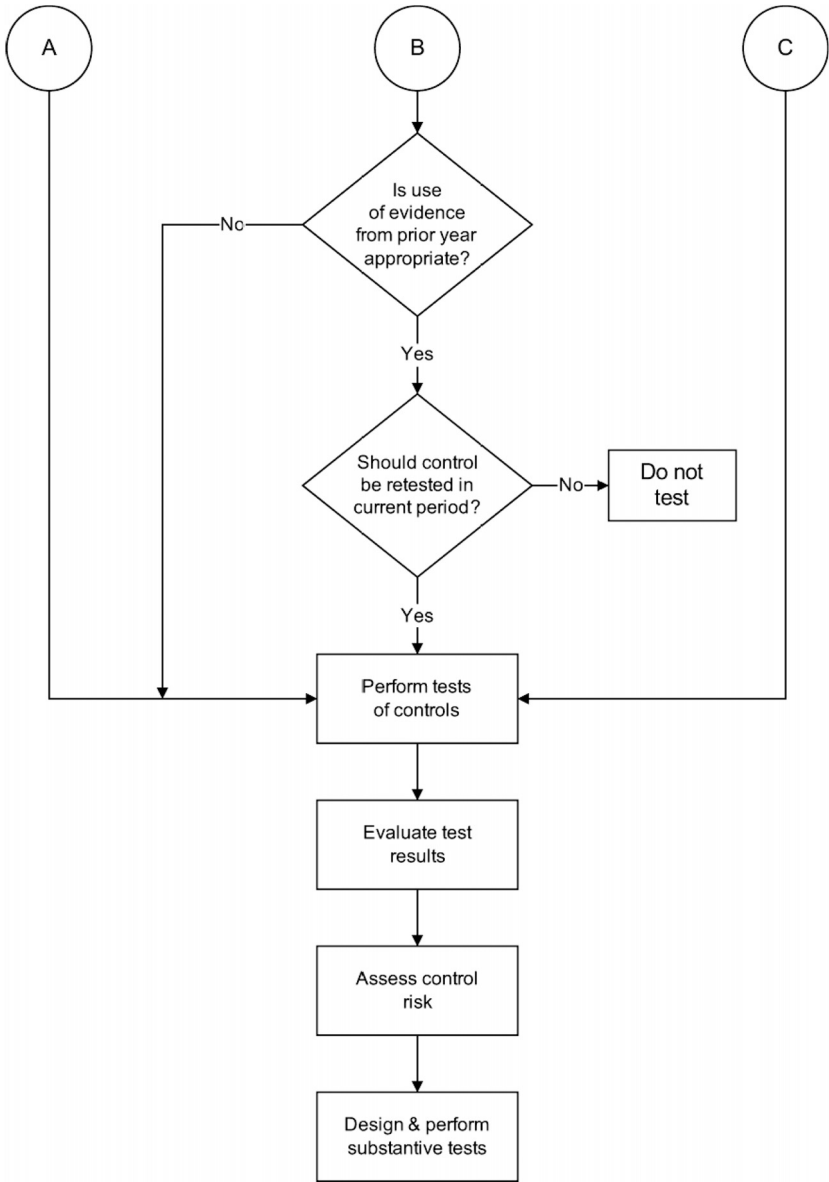 A
B
C
Is use
of evidence
from prior year
appropriate?
No
Yes
Should control
be retested in
current period?
No
Do not
test
Yes
Perform tests
of controls
Evaluate test
results
Assess control
risk
Design & perform
substantive tests